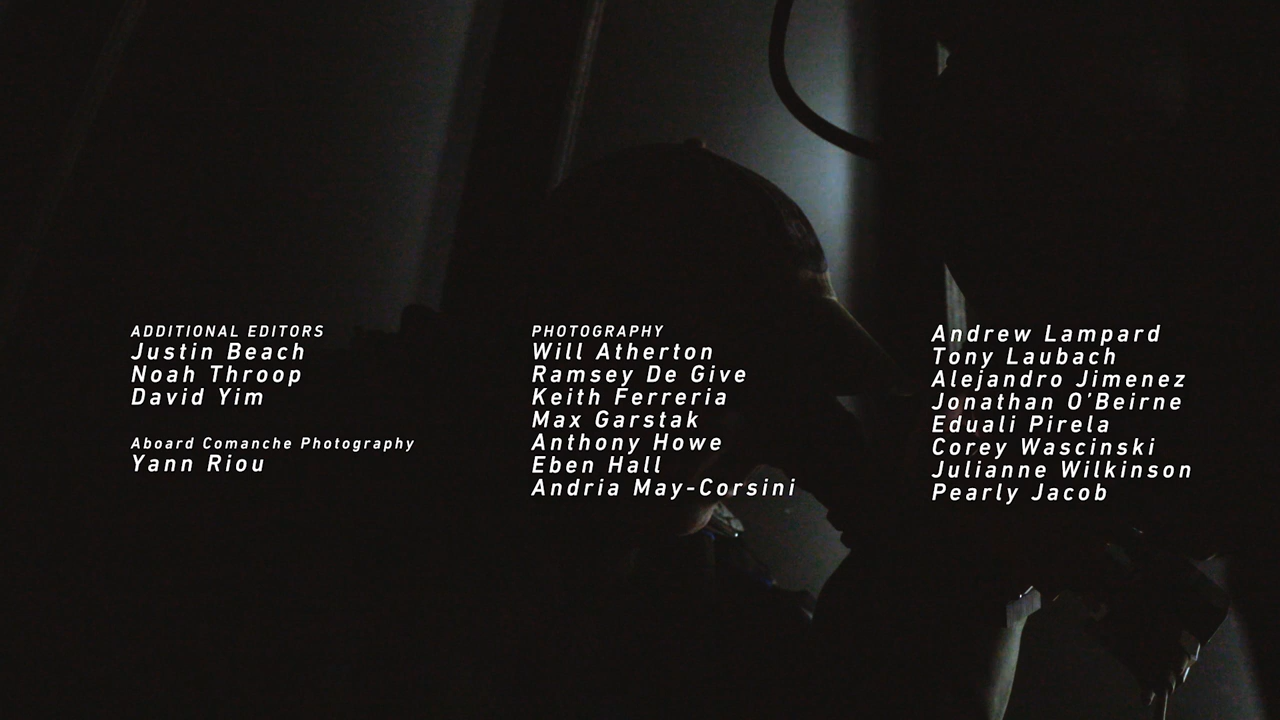 ADDITIONAL EDITORS
Justin Beach
Noah Throop
David Yim
Aboard Comanche Photography
Yann Riou
PHOTOGRAPHY
Will Atherton
Ramsey De Give
Keith Ferreria
Max Garstak
Anthony Howe
Eben Hall
Andria May-Corsini
Andrew Lampard
Tony Laubach
Alejandro Jimenez
Jonathan O'Beirne
Eduali Pirela
Corey Wascinski
Julianne Wilkinson
Pearly Jacob